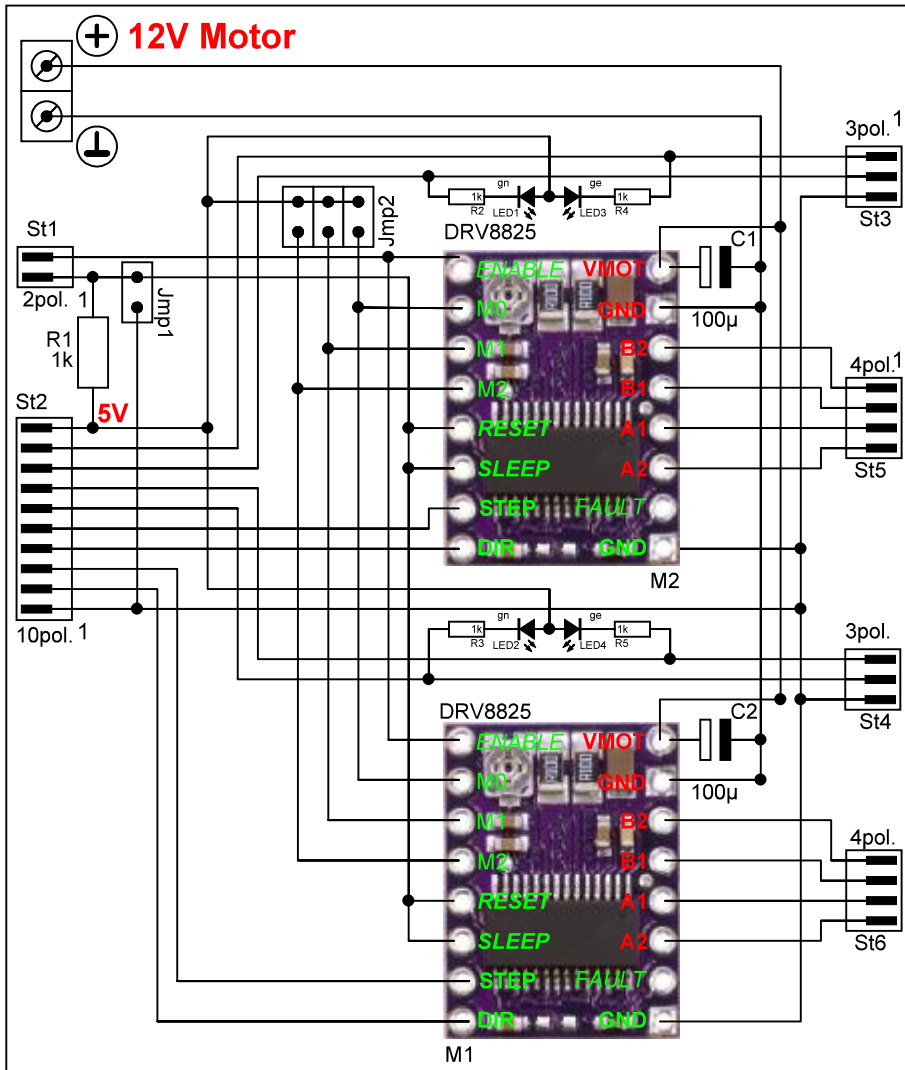 + 12V Motor
3pol. 1
St3
gn
ge
1k
R2
LED1
LED3
1k
R4
Jmp2
St1
2pol. 1
Jmp1
R1
1k
DRV8825
C1
100µ
ENABLE VMOT
M0 GND
M1 B2
M2 B1
RESET A1
SLEEP A2
STEP FAULT
DIR GND
M2
4pol. 1
St5
St2
5V
10pol. 1
gn
ge
1k
R3
LED2
LED4
1k
R5
3pol.
St4
DRV8825
C2
100µ
ENABLE VMOT
M0 GND
M1 B2
M2 B1
RESET A1
SLEEP A2
STEP FAULT
DIR GND
M1
4pol.
St6